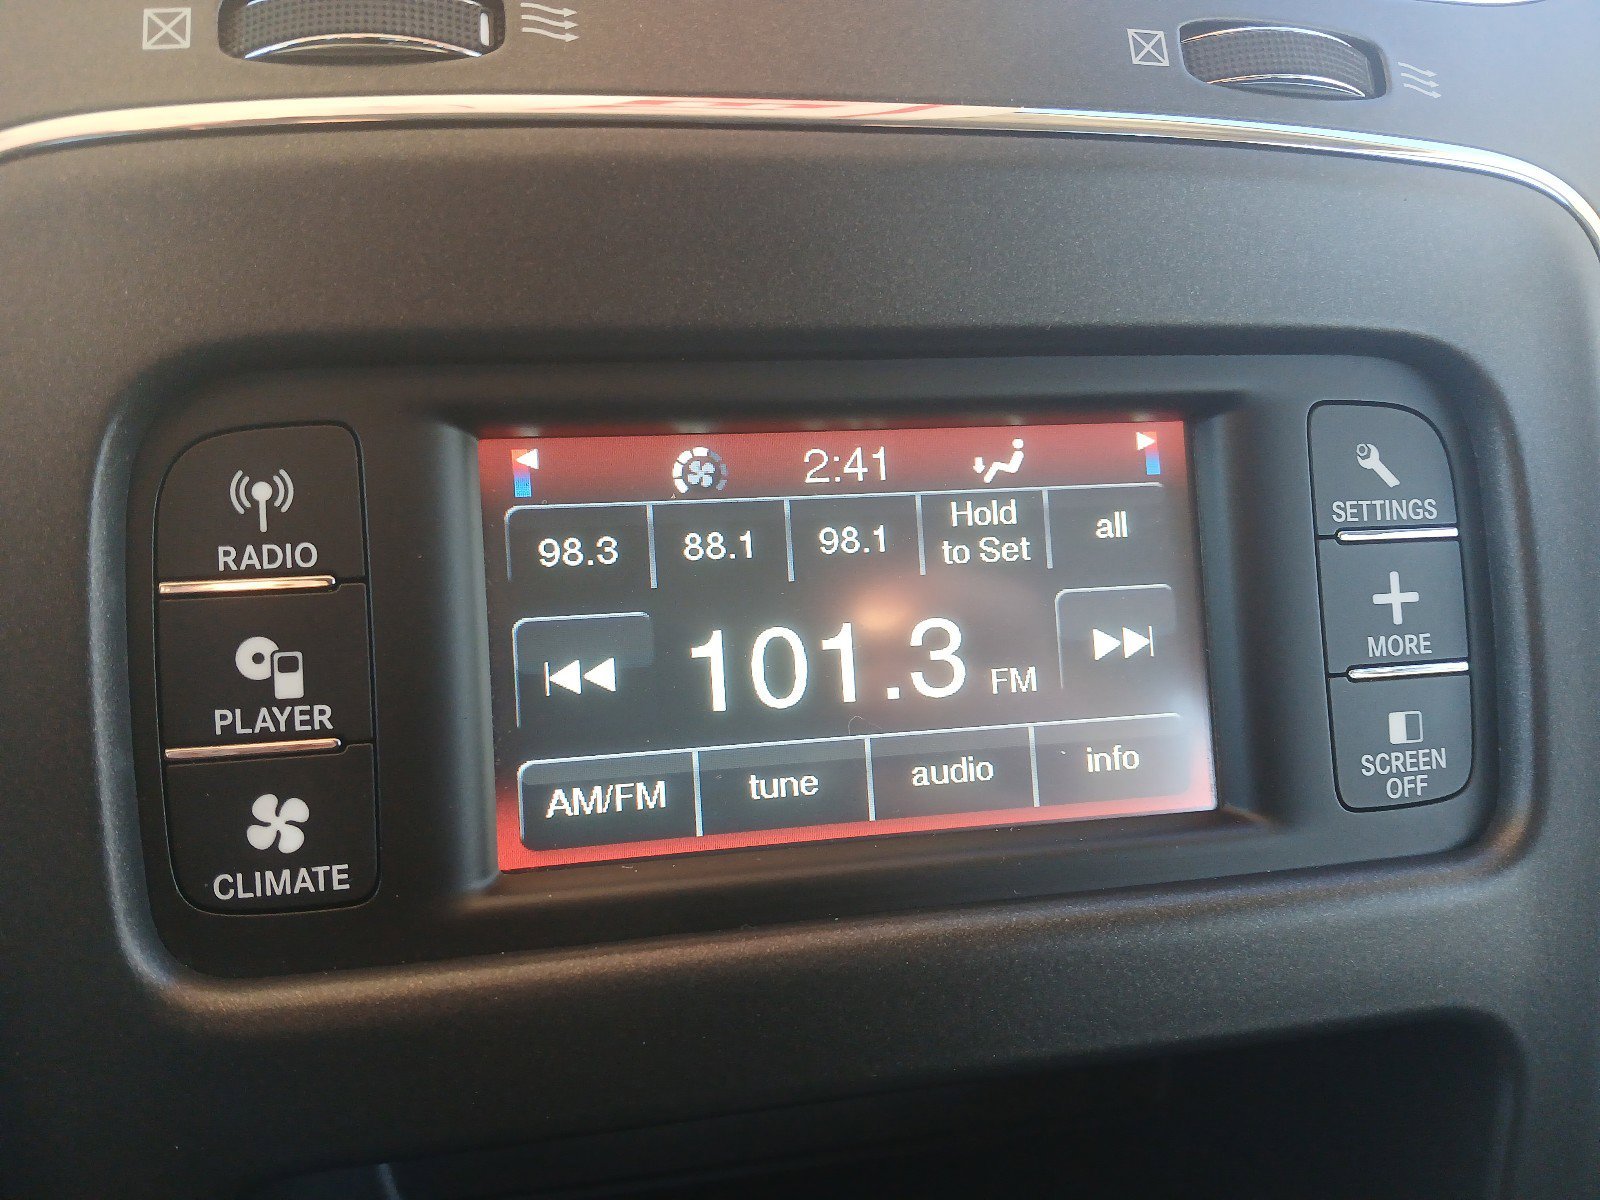 2:41
98.3
88.1
98.1
Hold
to Set
all
101.3 FM
AM/FM
tune
audio
info
RADIO
PLAYER
CLIMATE
SETTINGS
MORE
SCREEN
OFF